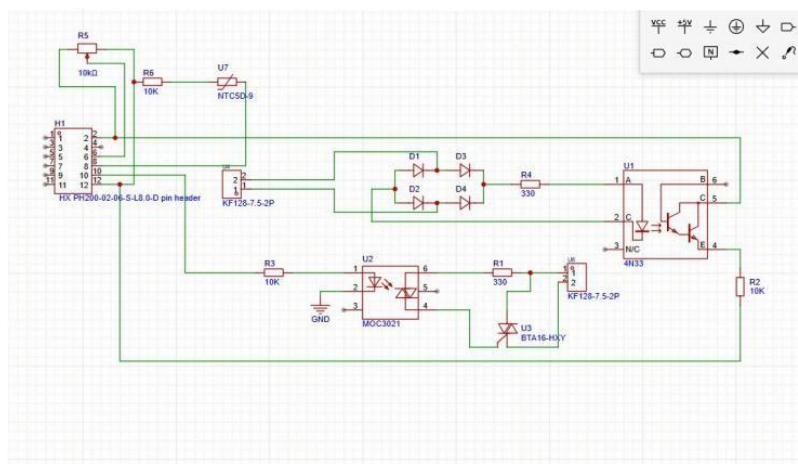 VCC +5V
N
R5
10kΩ
R6
10K
U7
NTCSD-9
H1
1 2
3 4
5 6
7 8
9 10
11 12
HX PH200-02-06-S-L8.0-D pin header
2
1
KF128-7.5-2P
D1 D3
D2 D4
R4
330
U1
1 A B 6
C 5
2 C
3 N/C E 4
4N33
R2
10K
R3
10K
U2
1 6
2 5
3 4
MOC3021
GND
R1
330
1
2
KF128-7.5-2P
U3
BTA16-HXY